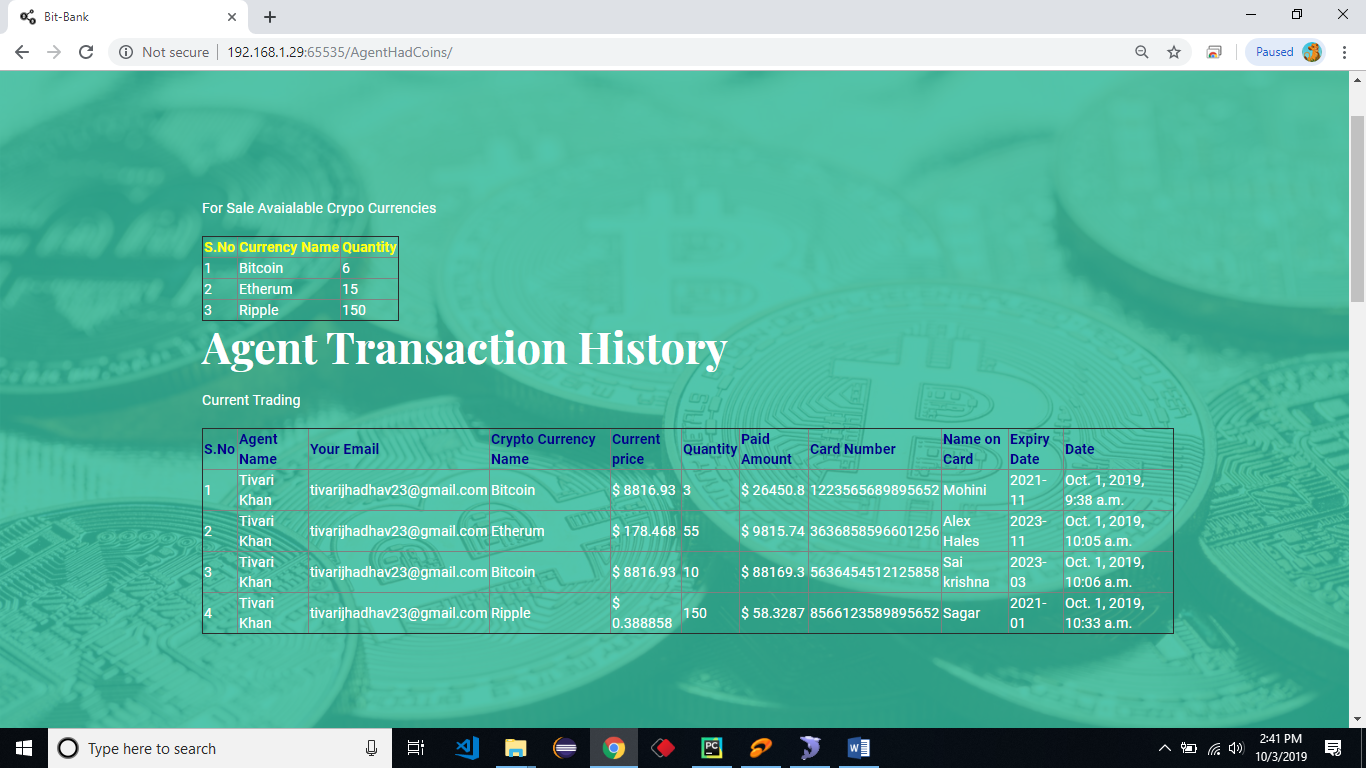 Bit-Bank
Not secure | 192.168.1.29:65535/AgentHadCoins/
Paused
For Sale Avaialable Crypo Currencies
S.No Currency Name Quantity
1 Bitcoin 6
2 Etherum 15
3 Ripple 150
Agent Transaction History
Current Trading
S.No Agent Name Your Email Crypto Currency Name Current price Quantity Paid Amount Card Number Name on Card Expiry Date Date
1 Tivari Khan tivarijhadhav23@gmail.com Bitcoin $ 8816.93 3 $ 26450.8 1223565689895652 Mohini 2021-11 Oct. 1, 2019, 9:38 a.m.
2 Tivari Khan tivarijhadhav23@gmail.com Etherum $ 178.468 55 $ 9815.74 3636858596601256 Alex Hales 2023-11 Oct. 1, 2019, 10:05 a.m.
3 Tivari Khan tivarijhadhav23@gmail.com Bitcoin $ 8816.93 10 $ 88169.3 5636454512125858 Sai krishna 2023-03 Oct. 1, 2019, 10:06 a.m.
4 Tivari Khan tivarijhadhav23@gmail.com Ripple $ 0.388858 150 $ 58.3287 8566123589895652 Sagar 2021-01 Oct. 1, 2019, 10:33 a.m.
Type here to search
2:41 PM
10/3/2019